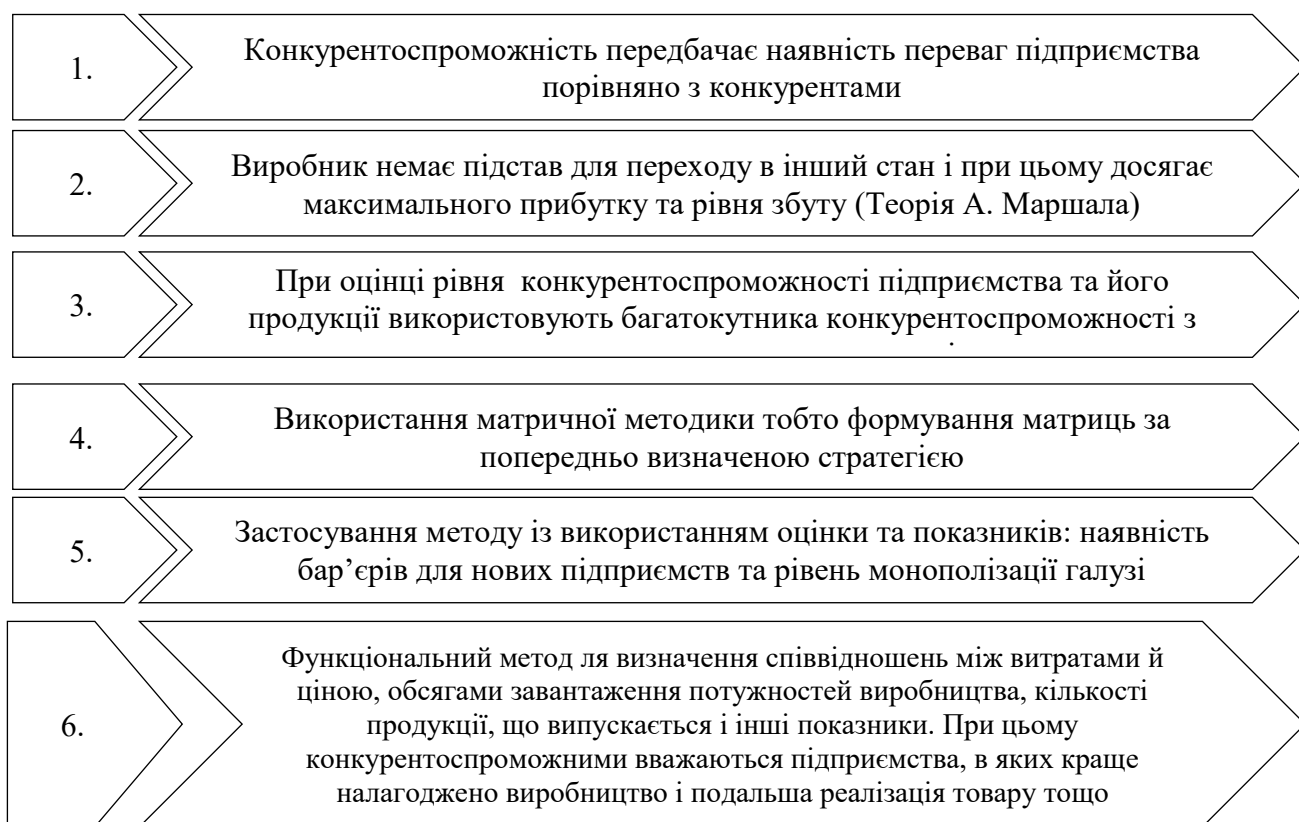 1.
Конкурентоспроможність передбачає наявність переваг підприємства
порівняно з конкурентами
2.
Виробник немає підстав для переходу в інший стан і при цьому досягає
максимального прибутку та рівня збуту (Теорія А. Маршала)
3.
При оцінці рівня конкурентоспроможності підприємства та його
продукції використовують багатокутника конкурентоспроможності з
4.
Використання матричної методики тобто формування матриць за
попередньо визначеною стратегією
5.
Застосування методу із використанням оцінки та показників: наявність
бар’єрів для нових підприємств та рівень монополізації галузі
6.
Функціональний метод ля визначення співвідношень між витратами й
ціною, обсягами завантаження потужностей виробництва, кількості
продукції, що випускається і інші показники. При цьому
конкурентоспроможними вважаються підприємства, в яких краще
налагоджено виробництво і подальша реалізація товару тощо